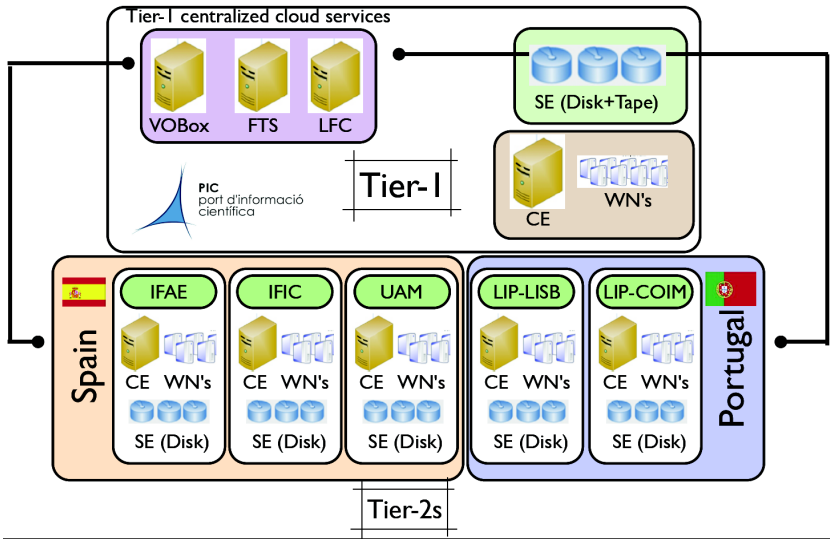 Tier-1 centralized cloud services
VOBox
FTS
LFC
SE (Disk+Tape)
PIC
port d'informació
científica
Tier-1
CE
WN's
Spain
IFAE
CE WN's
SE (Disk)
IFIC
CE WN's
SE (Disk)
UAM
CE WN's
SE (Disk)
LIP-LISB
CE WN's
SE (Disk)
LIP-COIM
CE WN's
SE (Disk)
Portugal
Tier-2s